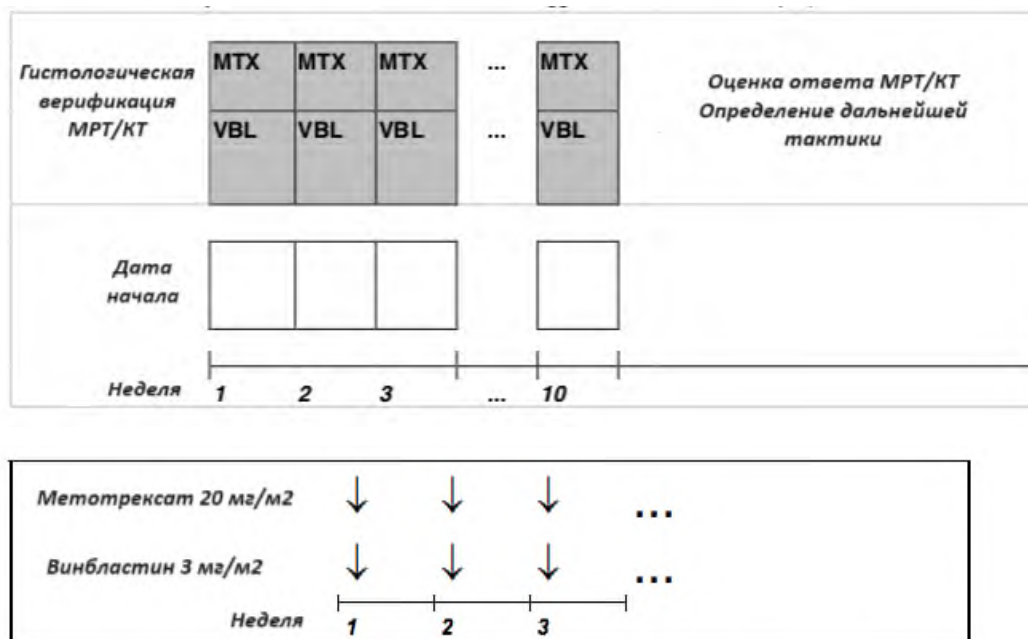 Гистологическая
верификация
МРТ/КТ
MTX MTX MTX ... MTX
VBL VBL VBL ... VBL
Оценка ответа МРТ/КТ
Определение дальнейшей
тактики
Дата
начала
Неделя 1 2 3 ... 10
Метотрексат 20 мг/м2 ↓ ↓ ↓ ...
Винбластин 3 мг/м2 ↓ ↓ ↓ ...
Неделя 1 2 3